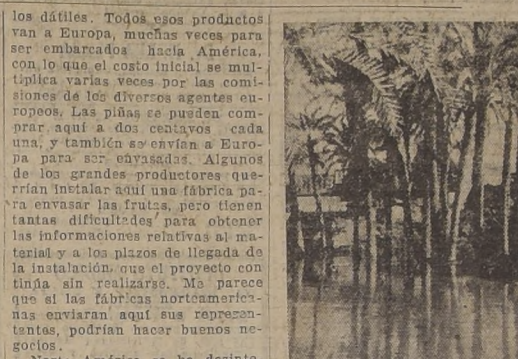 los dátiles. Todos esos productos
van a Europa, muchas veces para
ser embarcados hacia América,
con lo que el costo inicial se mul-
tiplica varias veces por las comi-
siones de los diversos agentes eu-
ropeos. Las piñas se pueden com-
prar aquí a dos centavos cada
una, y también se envían a Euro-
pa para ser envasadas. Algunos
de los grandes productores que-
rrían instalar aquí una fábrica pa-
ra envasar las frutas, pero tienen
tantas dificultades para obtener
las informaciones relativas al ma-
terial y a los plazos de llegada de
la instalación, que el proyecto con
tinúa sin realizarse. Me parece
que si las fábricas norteamerica-
nas enviaran aquí sus represen-
tantes, podrían hacer buenos ne-
gocios.